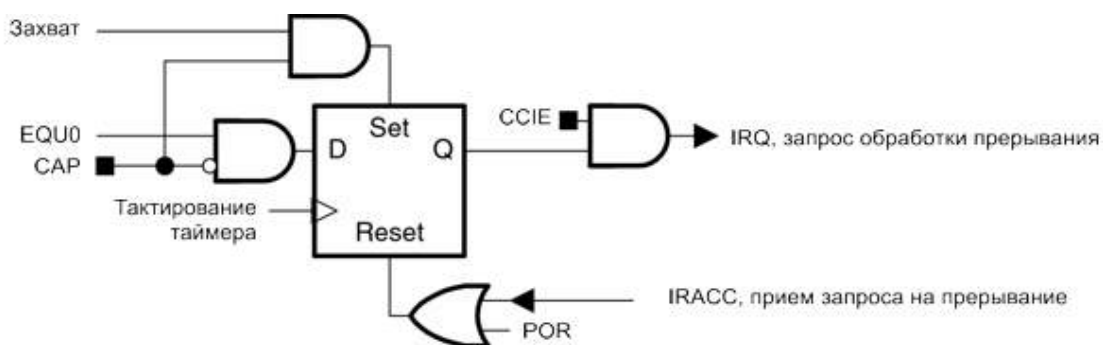 Захват
EQU0
CAP
Set
D
Q
CCIE
IRQ, запрос обработки прерывания
Тактирование
таймера
Reset
IRACC, прием запроса на прерывание
POR